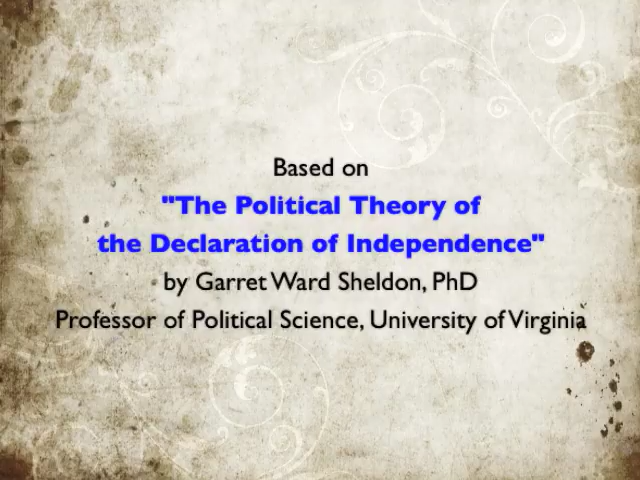 Based on
"The Political Theory of
the Declaration of Independence"
by Garret Ward Sheldon, PhD
Professor of Political Science, University of Virginia